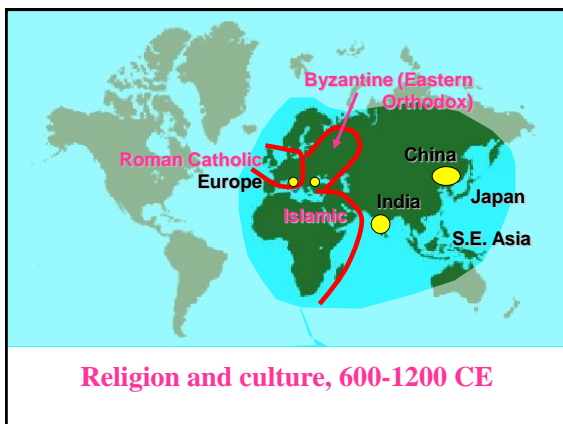 Byzantine (Eastern
Orthodox)
Roman Catholic
Europe
China
India
Japan
Islamic
S.E. Asia
Religion and culture, 600-1200 CE